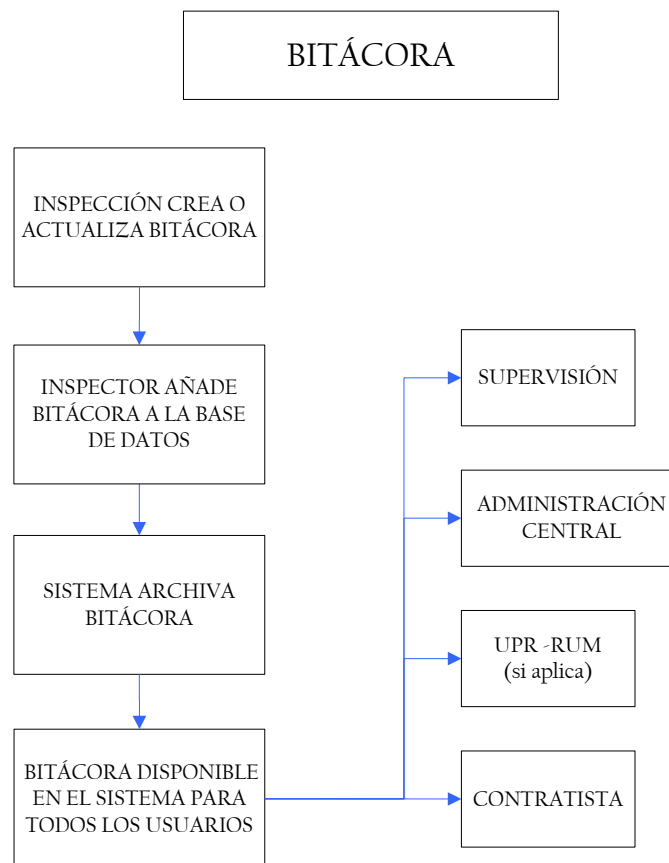 BITÁCORA
INSPECCIÓN CREA O
ACTUALIZA BITÁCORA
INSPECTOR AÑADE
BITÁCORA A LA BASE
DE DATOS
SISTEMA ARCHIVA
BITÁCORA
BITÁCORA DISPONIBLE
EN EL SISTEMA PARA
TODOS LOS USUARIOS
SUPERVISIÓN
ADMINISTRACIÓN
CENTRAL
UPR -RUM
(si aplica)
CONTRATISTA